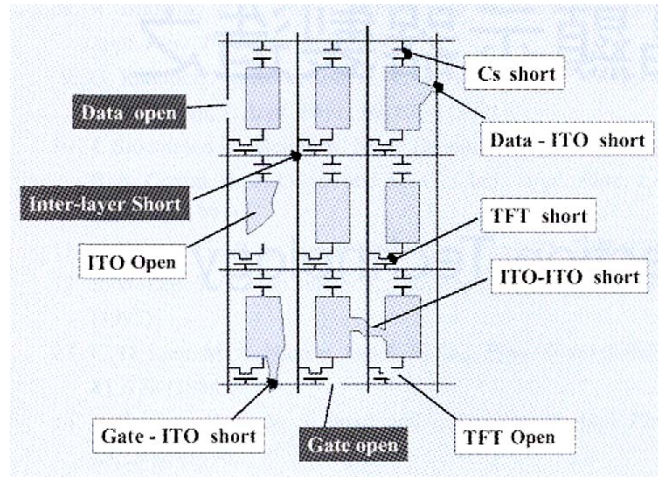 Cs short
Data open
Data - ITO short
Inter-layer Short
TFT short
ITO Open
ITO-ITO short
Gate - ITO short
Gate open
TFT Open